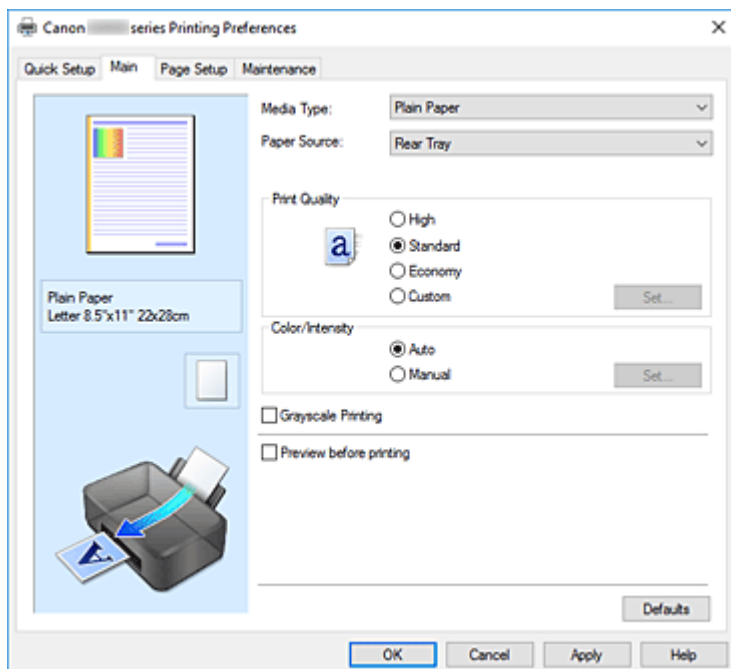 Canon series Printing Preferences
Quick Setup Main Page Setup Maintenance
Media Type: Plain Paper
Paper Source: Rear Tray
Print Quality
a
High
Standard
Economy
Custom Set...
Plain Paper
Letter 8.5"x11" 22x28cm
Color/Intensity
Auto
Manual Set...
Grayscale Printing
Preview before printing
A
Defaults
OK Cancel Apply Help